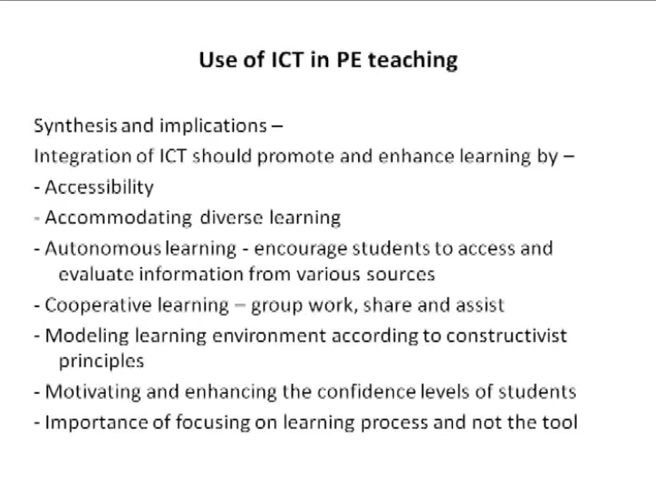 Use of ICT in PE teaching
Synthesis and implications –
Integration of ICT should promote and enhance learning by –
- Accessibility
- Accommodating diverse learning
- Autonomous learning - encourage students to access and
evaluate information from various sources
- Cooperative learning – group work, share and assist
- Modeling learning environment according to constructivist
principles
- Motivating and enhancing the confidence levels of students
- Importance of focusing on learning process and not the tool